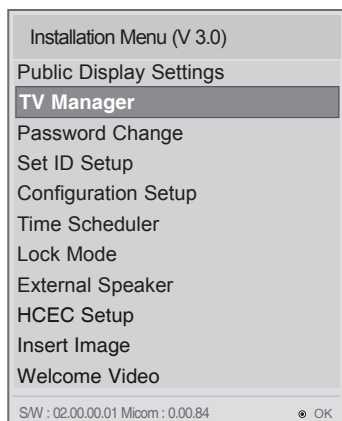 Installation Menu (V 3.0)
Public Display Settings
TV Manager
Password Change
Set ID Setup
Configuration Setup
Time Scheduler
Lock Mode
External Speaker
HCEC Setup
Insert Image
Welcome Video
S/W : 02.00.00.01 Micom : 0.00.84 ◉ OK